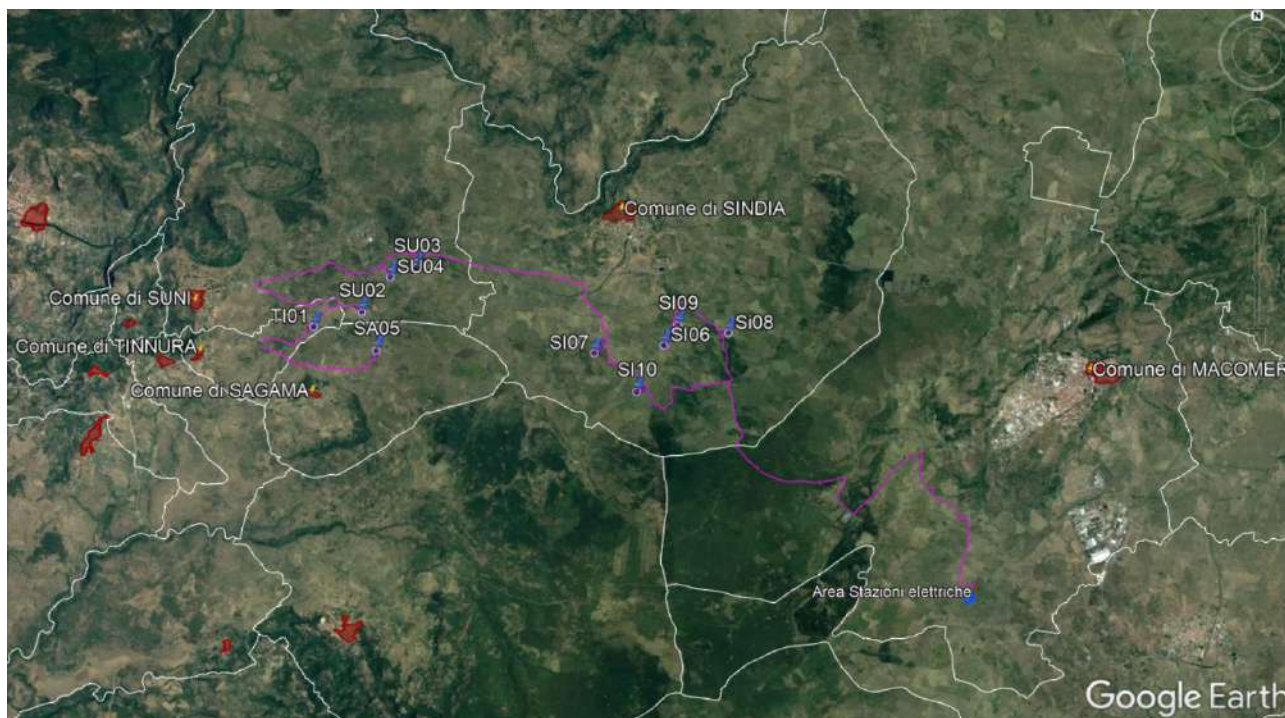 N
Comune di SINDIA
SU03
SU04
Comune di SUNI
SU02
SI09
TI01
SI06
Si08
Comune di TINNURA
SA05
SI07
Comune di MACOMER
Comune di SAGAMA
SI10
Area Stazioni elettriche
Google Earth